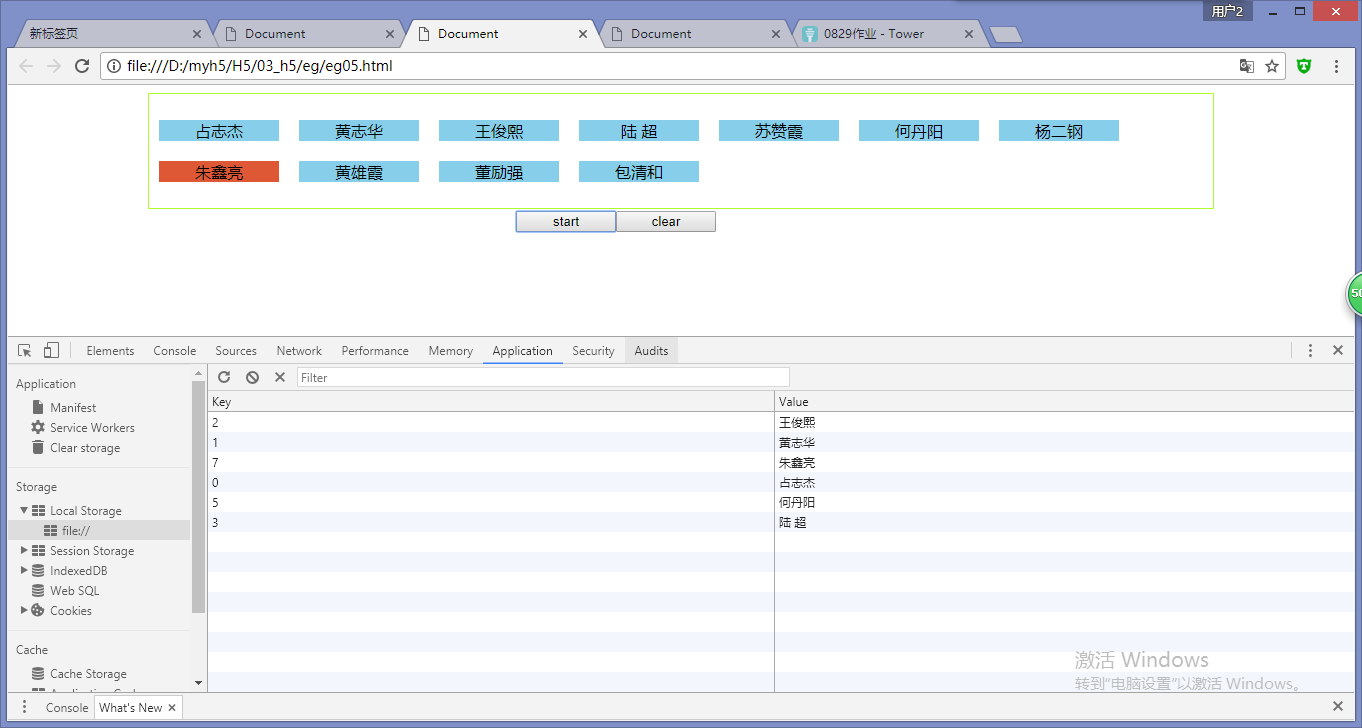 用户2
新标签页 Document Document Document 0829作业 - Tower
file:///D:/myh5/H5/03_h5/eg/eg05.html
占志杰 黄志华 王俊熙 陆 超 苏赞霞 何丹阳 杨二钢
朱鑫亮 黄雄霞 董励强 包清和
start clear
50
Elements Console Sources Network Performance Memory Application Security Audits
Application
Manifest
Service Workers
Clear storage
Storage
Local Storage
file://
Session Storage
IndexedDB
Web SQL
Cookies
Cache
Cache Storage
Filter
Key Value
2 王俊熙
1 黄志华
7 朱鑫亮
0 占志杰
5 何丹阳
3 陆 超
激活 Windows
转到“电脑设置”以激活 Windows。
Console What's New